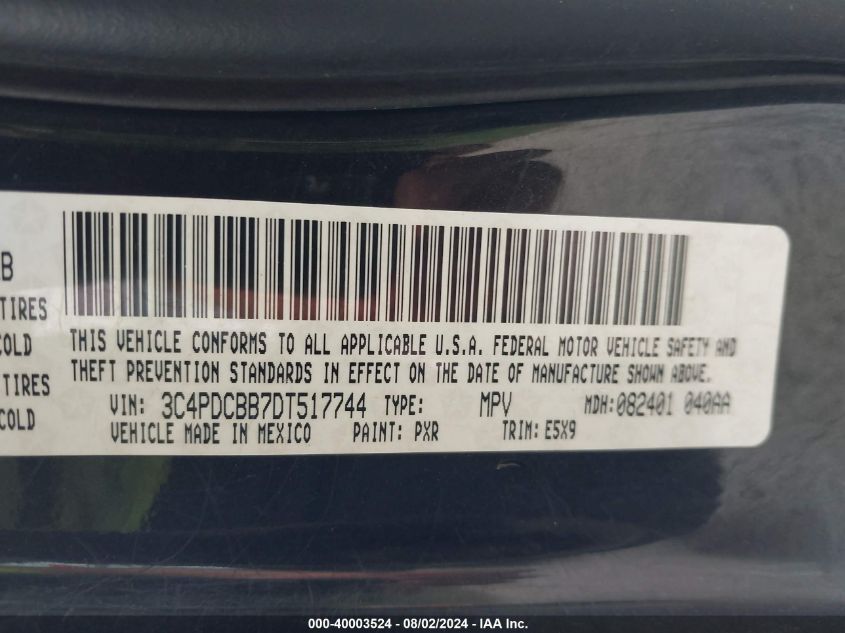 B
TIRES
COLD
TIRES
COLD
THIS VEHICLE CONFORMS TO ALL APPLICABLE U.S.A. FEDERAL MOTOR VEHICLE SAFETY AND
THEFT PREVENTION STANDARDS IN EFFECT ON THE DATE OF MANUFACTURE SHOWN ABOVE.
VIN: 3C4PDCBB7DT517744 TYPE: MPV MDH:082401 040AA
VEHICLE MADE IN MEXICO PAINT: PXR TRIM: E5X9
000-40003524 - 08/02/2024 - IAA Inc.